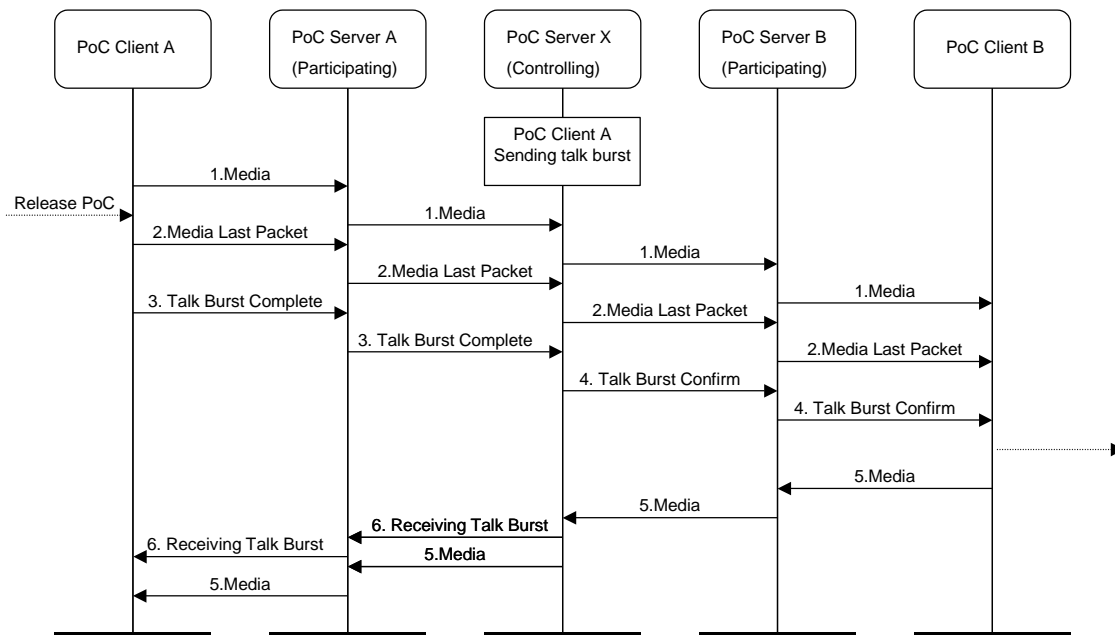 PoC Client A
PoC Server A
(Participating)
PoC Server X
(Controlling)
PoC Server B
(Participating)
PoC Client B
PoC Client A
Sending talk burst
1.Media
Release PoC
1.Media
2.Media Last Packet
1.Media
2.Media Last Packet
1.Media
3. Talk Burst Complete
2.Media Last Packet
3. Talk Burst Complete
2.Media Last Packet
4. Talk Burst Confirm
4. Talk Burst Confirm
5.Media
5.Media
6. Receiving Talk Burst
6. Receiving Talk Burst
5.Media
5.Media